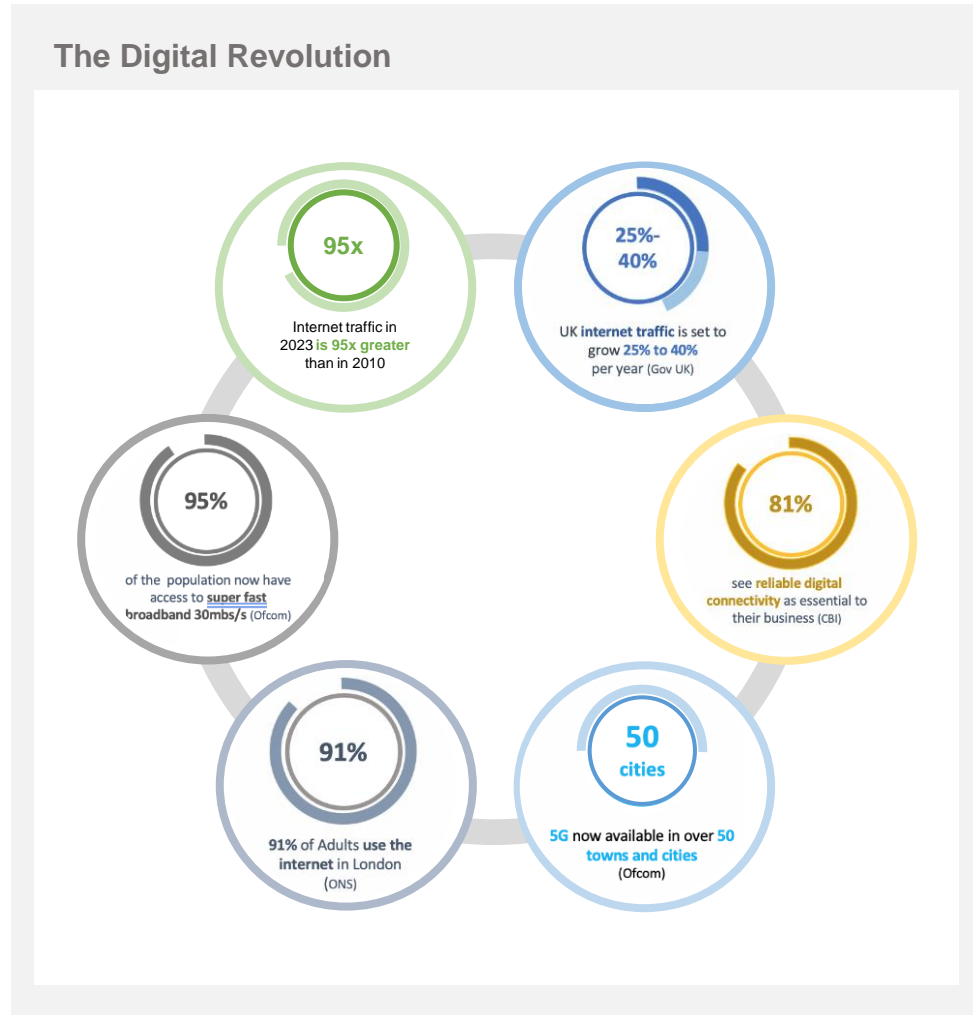 The Digital Revolution
95x
Internet traffic in
2023 is 95x greater
than in 2010
25%-
40%
UK internet traffic is set to
grow 25% to 40%
per year (Gov UK)
95%
of the population now have
access to super fast
broadband 30mbs/s (Ofcom)
81%
see reliable digital
connectivity as essential to
their business (CBI)
91%
91% of Adults use the
internet in London
(ONS)
50
cities
5G now available in over 50
towns and cities
(Ofcom)